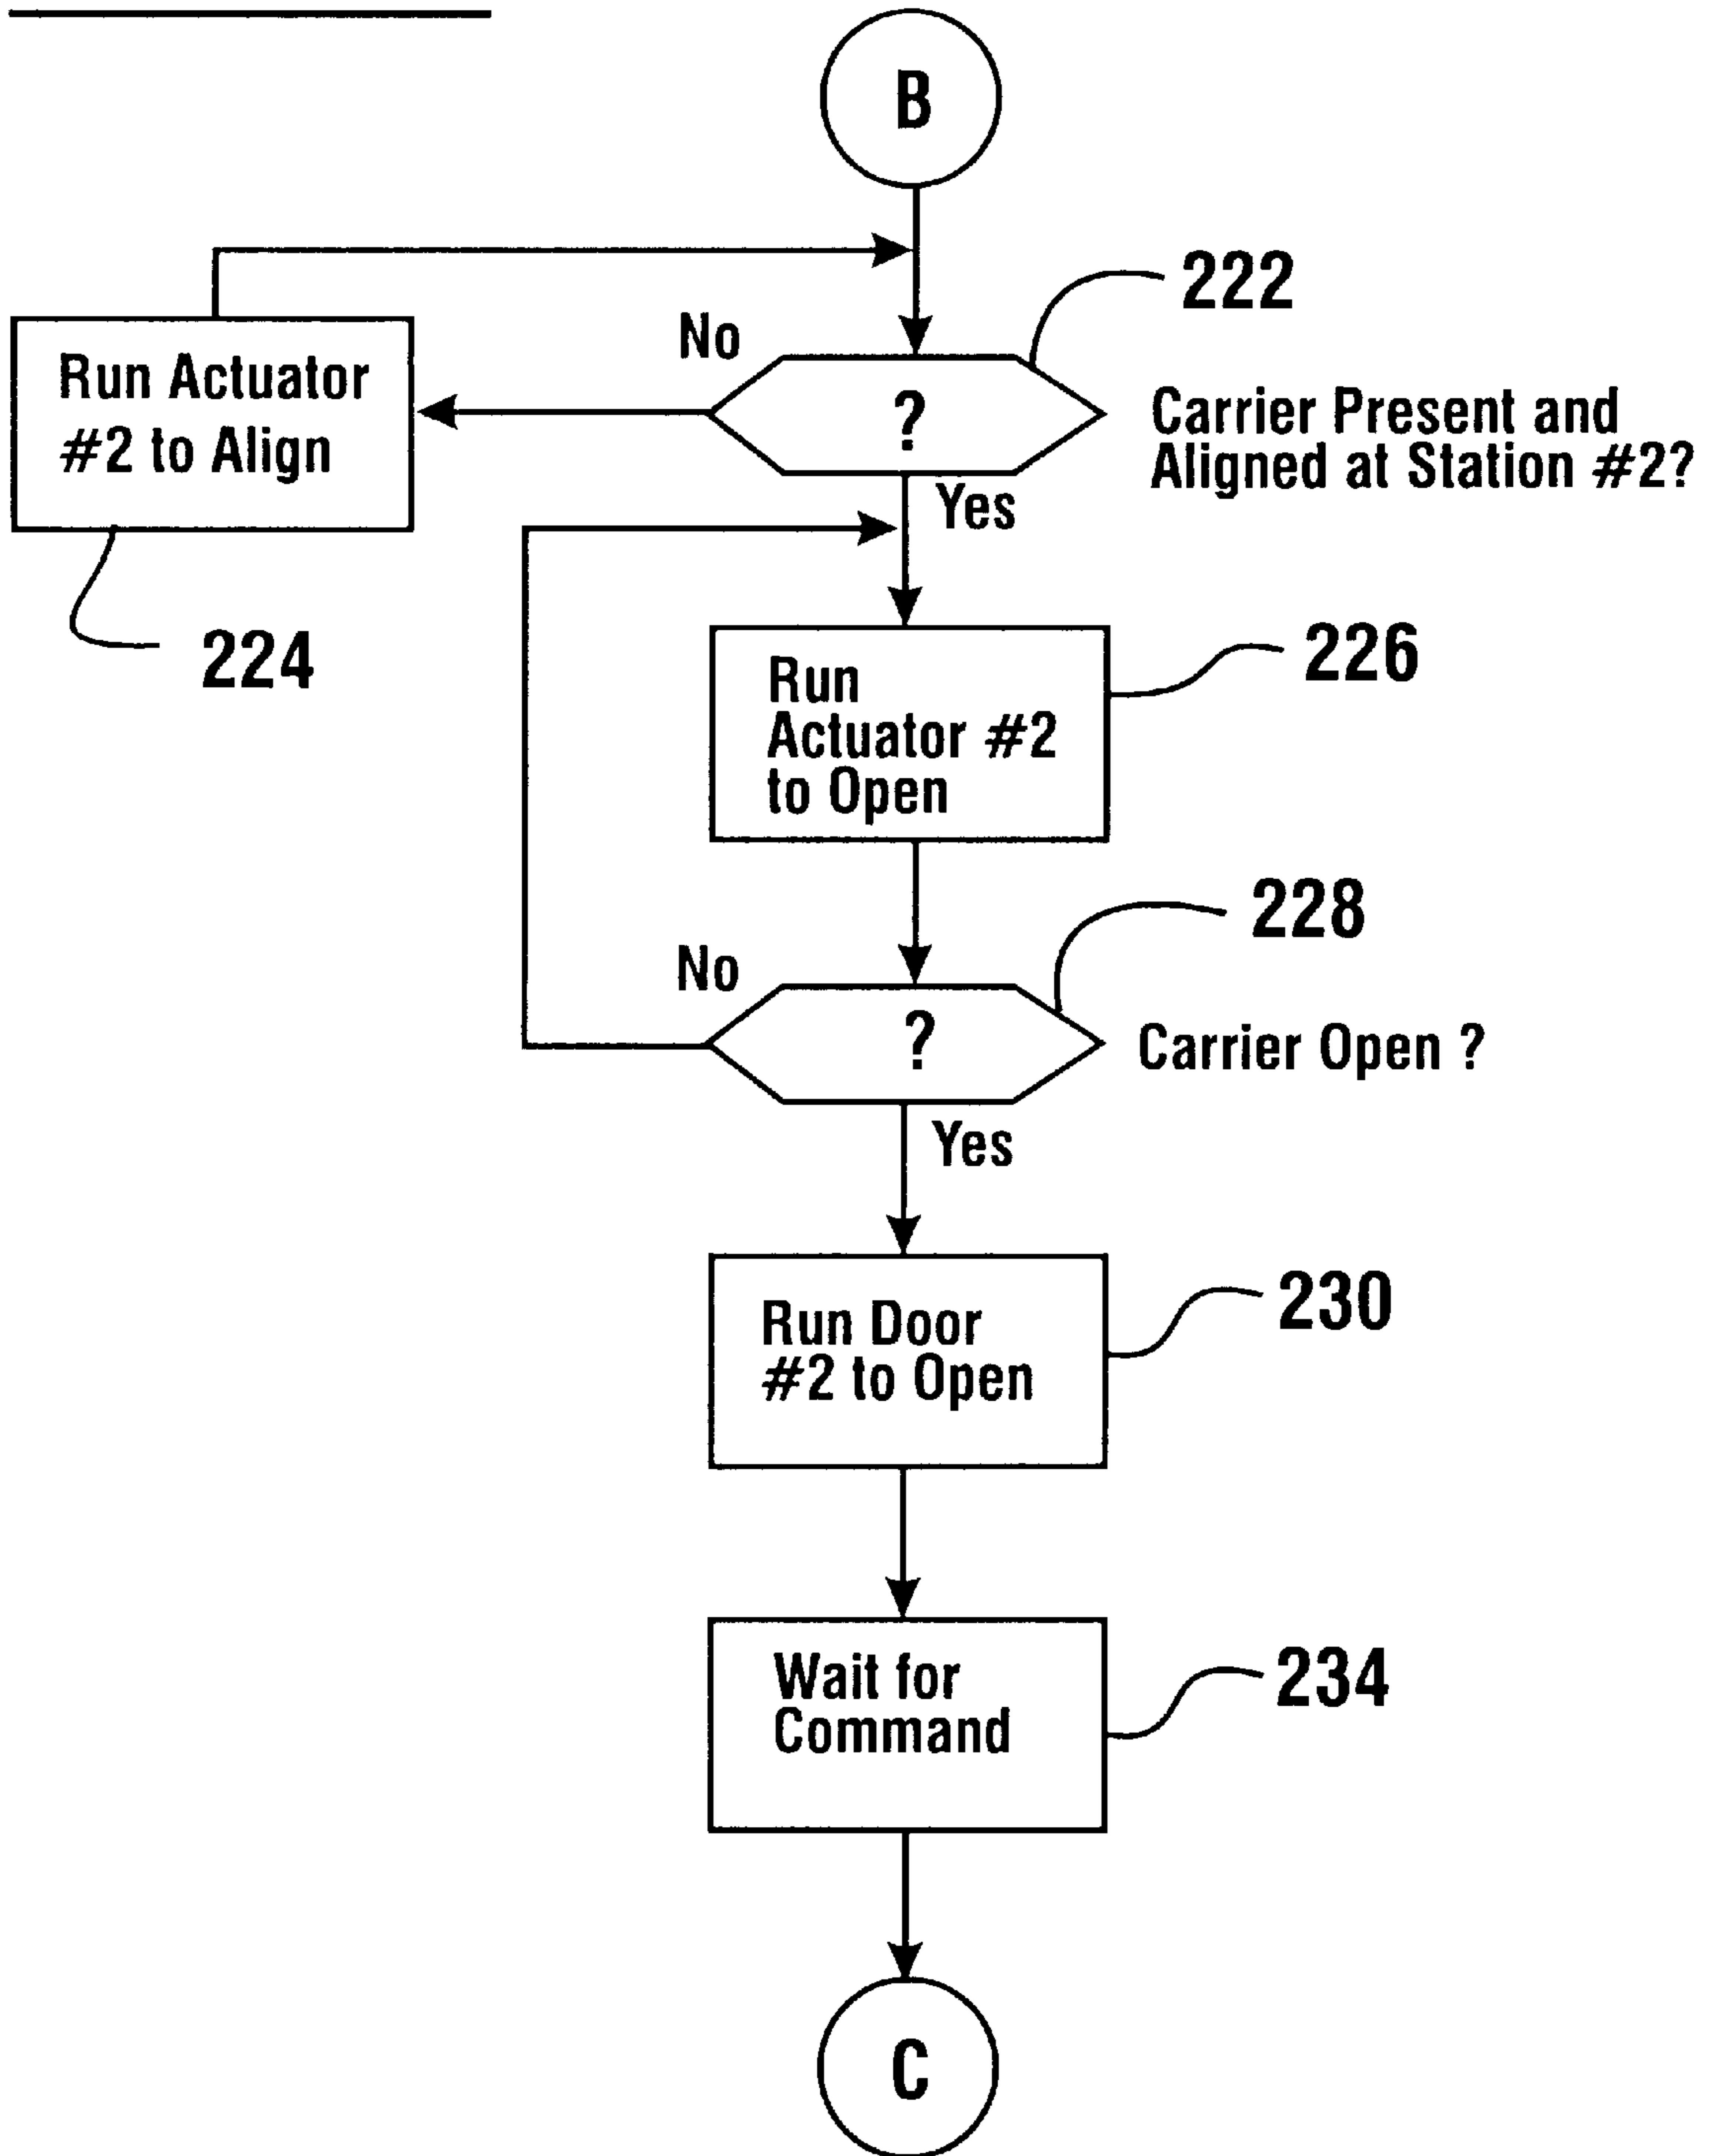 B
222
No
?
Carrier Present and
Aligned at Station #2?
Run Actuator
#2 to Align
Yes
224
226
Run
Actuator #2
to Open
228
No
?
Carrier Open ?
Yes
230
Run Door
#2 to Open
234
Wait for
Command
C